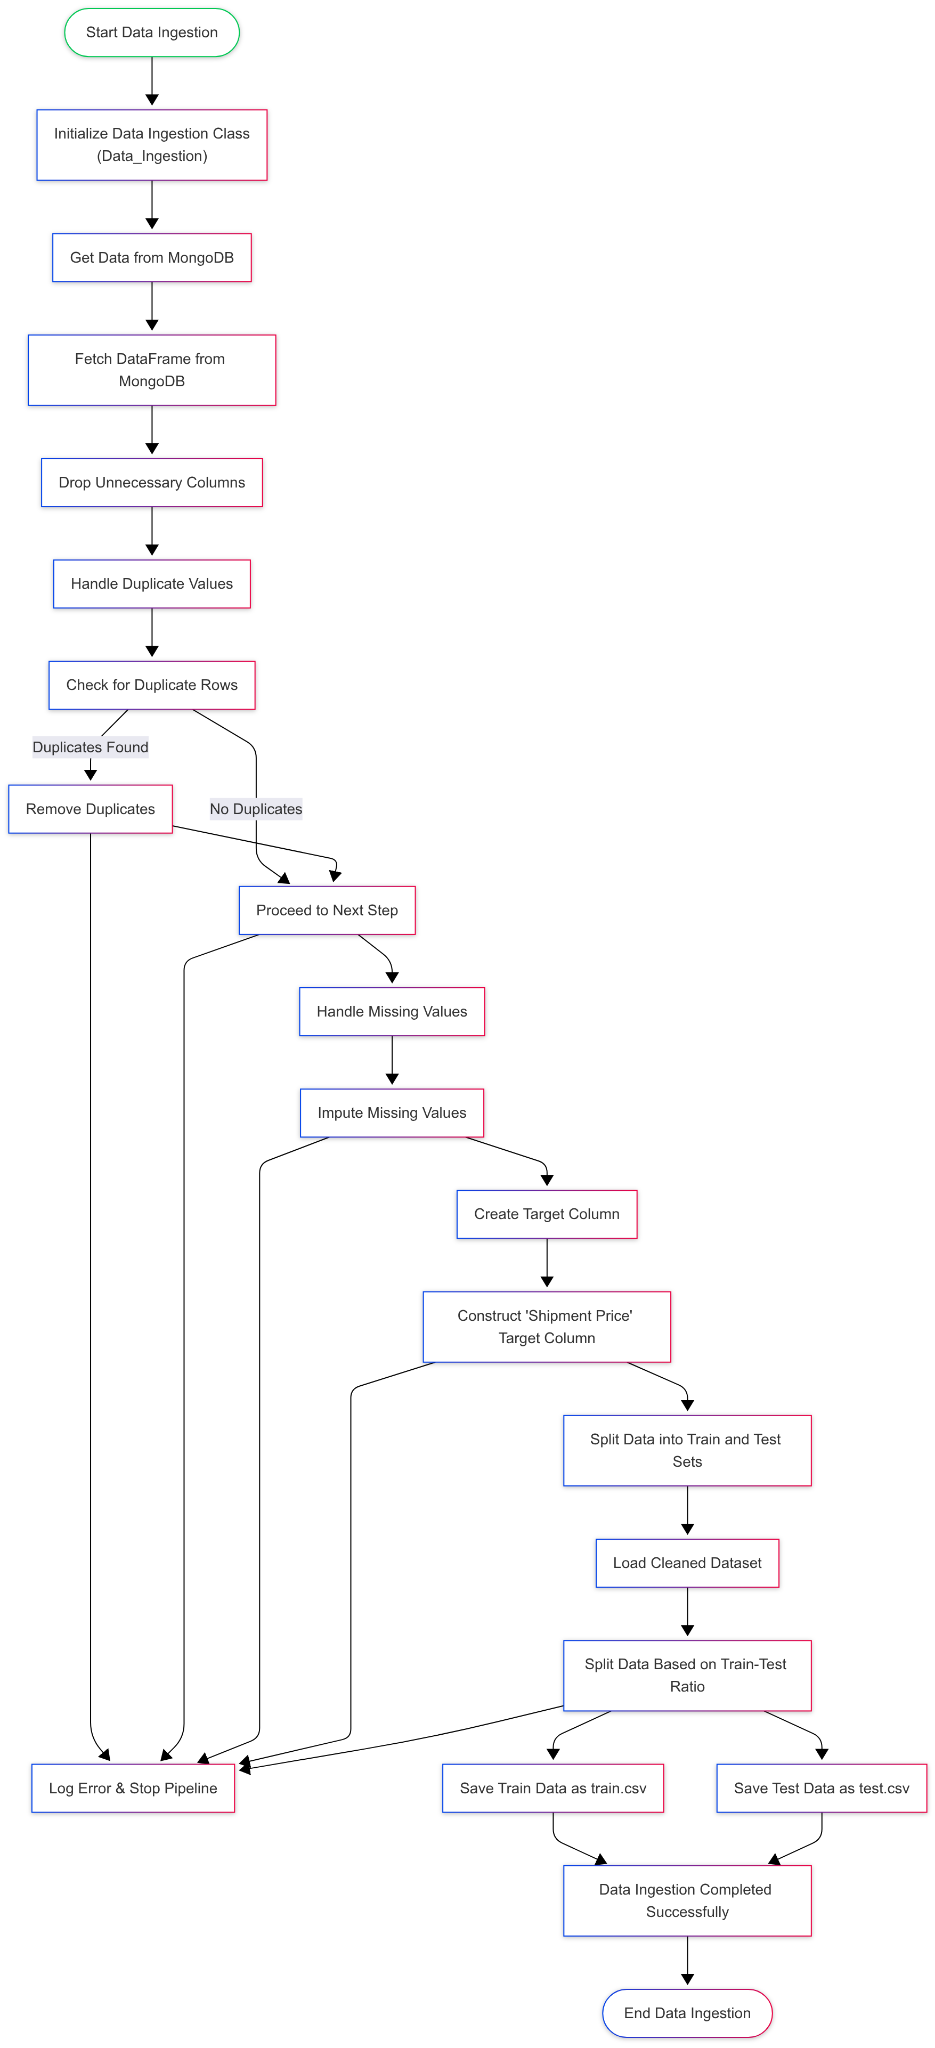 Start Data Ingestion
Initialize Data Ingestion Class
(Data_Ingestion)
Get Data from MongoDB
Fetch DataFrame from
MongoDB
Drop Unnecessary Columns
Handle Duplicate Values
Check for Duplicate Rows
Duplicates Found
Remove Duplicates
No Duplicates
Proceed to Next Step
Handle Missing Values
Impute Missing Values
Create Target Column
Construct 'Shipment Price'
Target Column
Split Data into Train and Test
Sets
Load Cleaned Dataset
Split Data Based on Train-Test
Ratio
Log Error & Stop Pipeline
Save Train Data as train.csv
Save Test Data as test.csv
Data Ingestion Completed
Successfully
End Data Ingestion